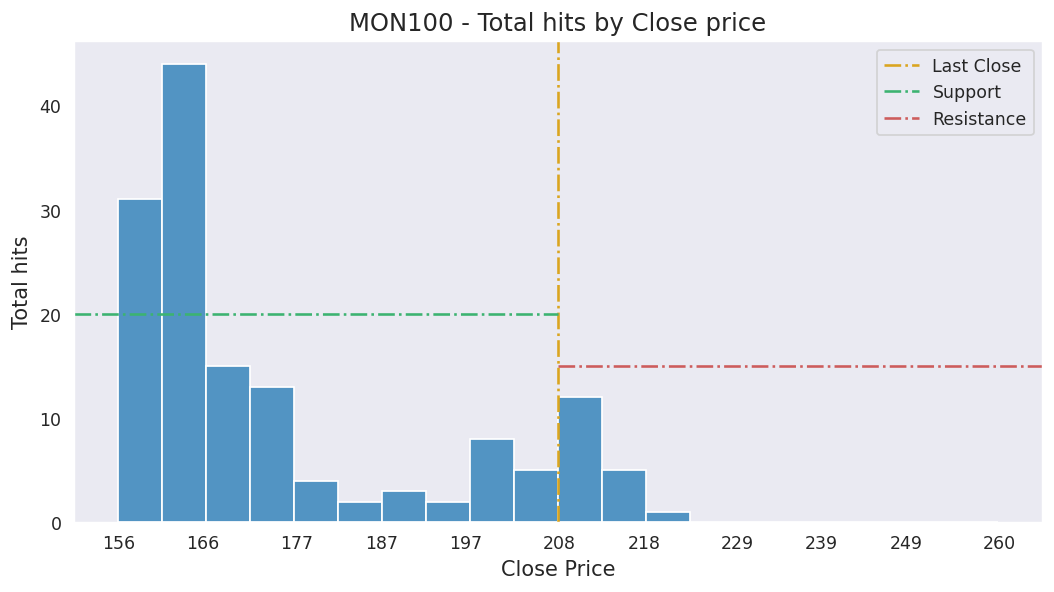 MON100 - Total hits by Close price
Last Close
Support
Resistance
Total hits
40
30
20
10
0
156 166 177 187 197 208 218 229 239 249 260
Close Price